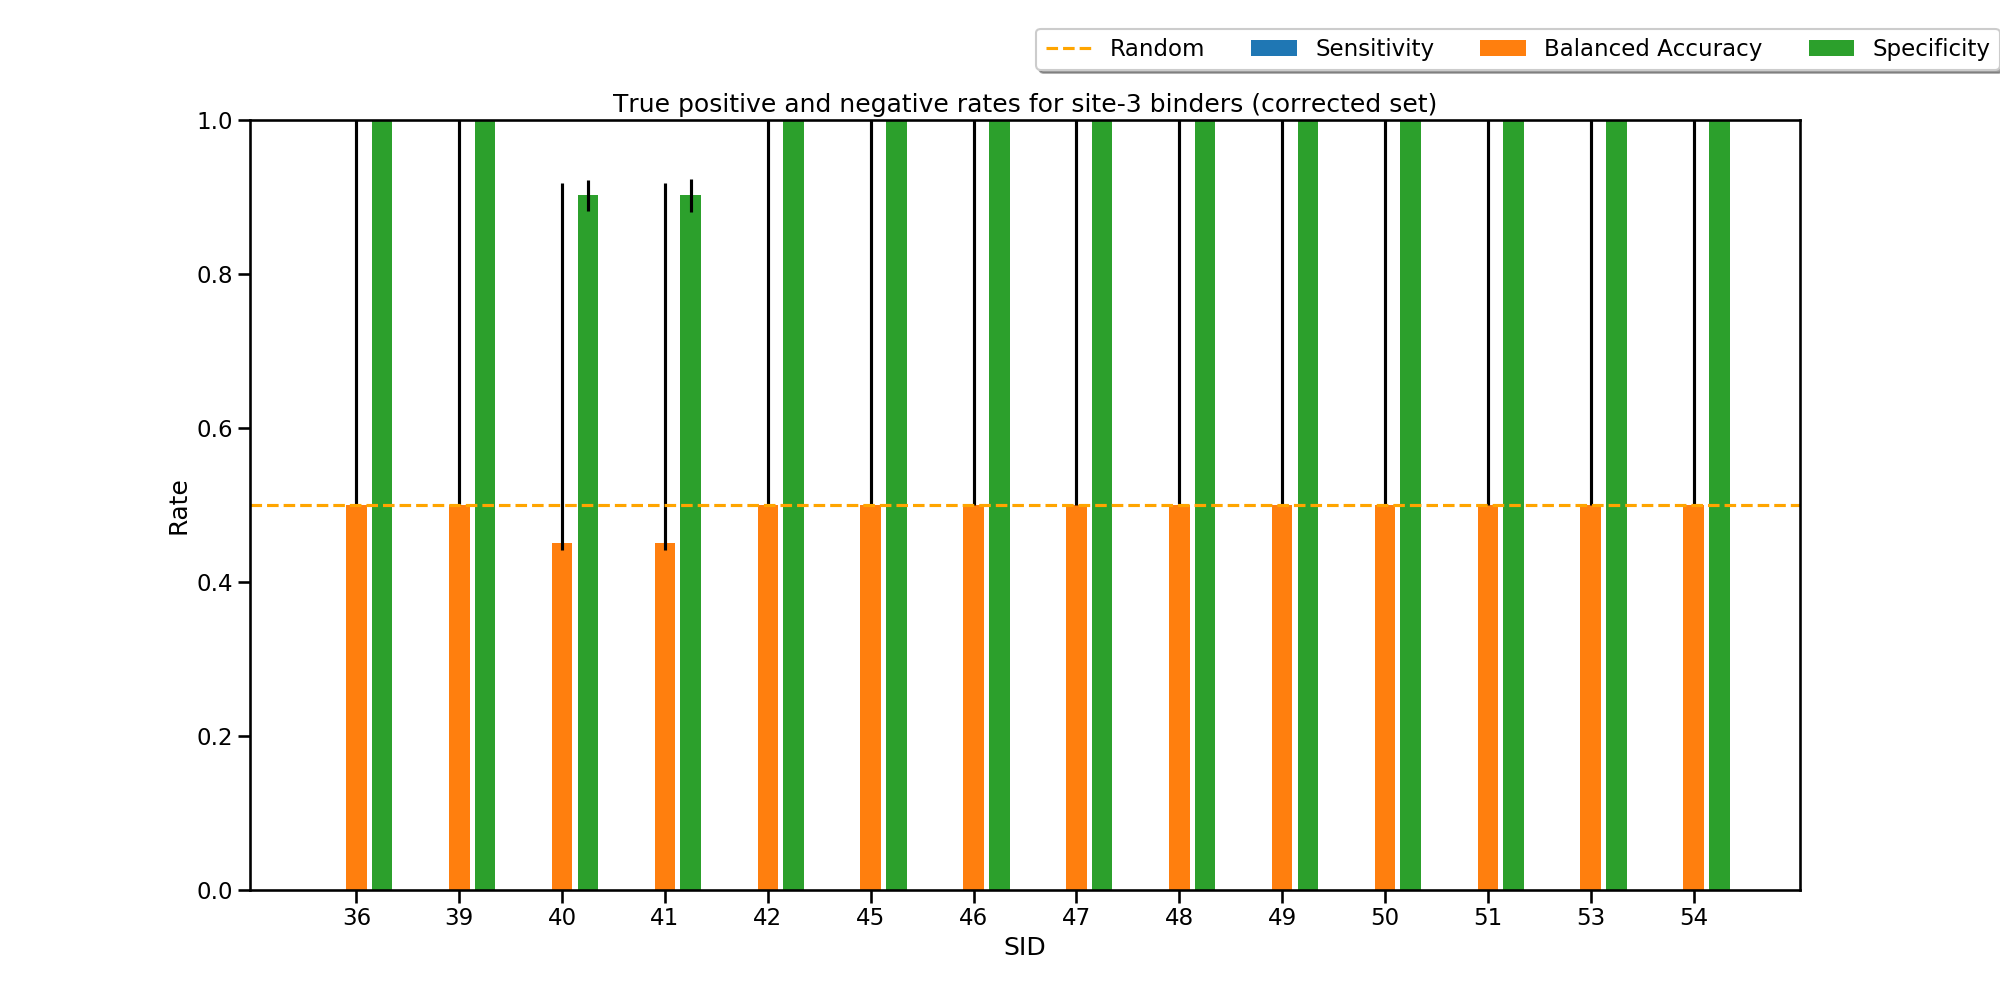 Random Sensitivity Balanced Accuracy Specificity
True positive and negative rates for site-3 binders (corrected set)
1.0
0.8
0.6
0.4
0.2
0.0
Rate
36 39 40 41 42 45 46 47 48 49 50 51 53 54
SID